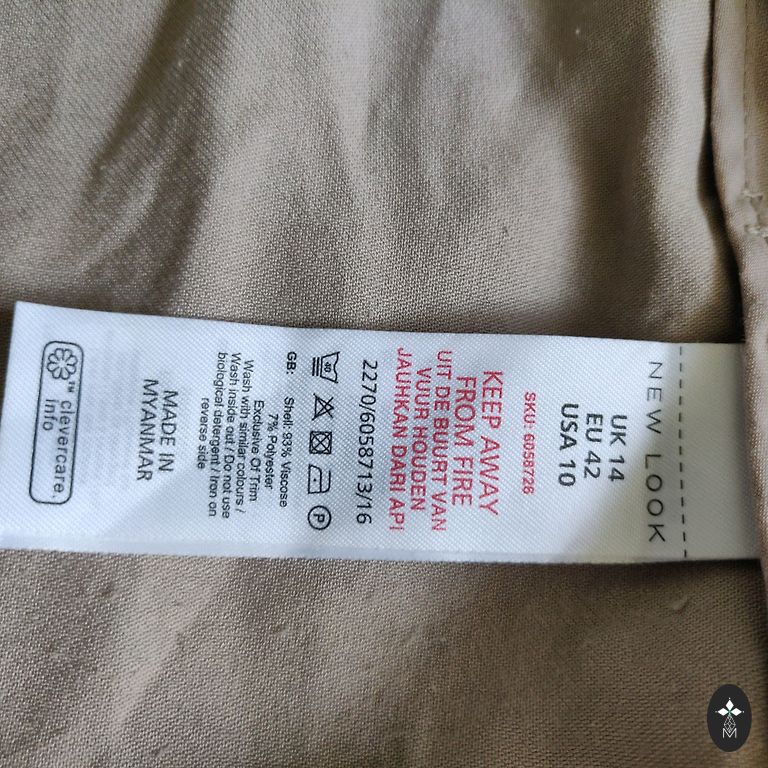 NEW LOOK
UK 14
EU 42
USA 10
SKU: 6058726
KEEP AWAY
FROM FIRE
UIT DE BUURT VAN
VUUR HOUDEN
JAUHKAN DARI API
2270/6058713/16
40
P
GB: Shell: 93% Viscose
7% Polyester
Exclusive Of Trim
Wash with similar colours /
Wash inside out / Do not use
biological detergent / Iron on
reverse side
MADE IN
MYANMAR
™ clevercare.
info
M